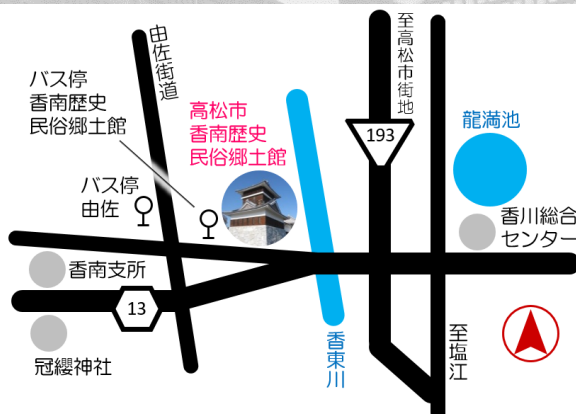 由佐街道
至高松市街地
バス停
香南歴史
民俗郷土館
高松市
香南歴史
民俗郷土館
193
龍満池
バス停
由佐
香川総合
センター
香南支所
13
冠纓神社
香東川
至塩江